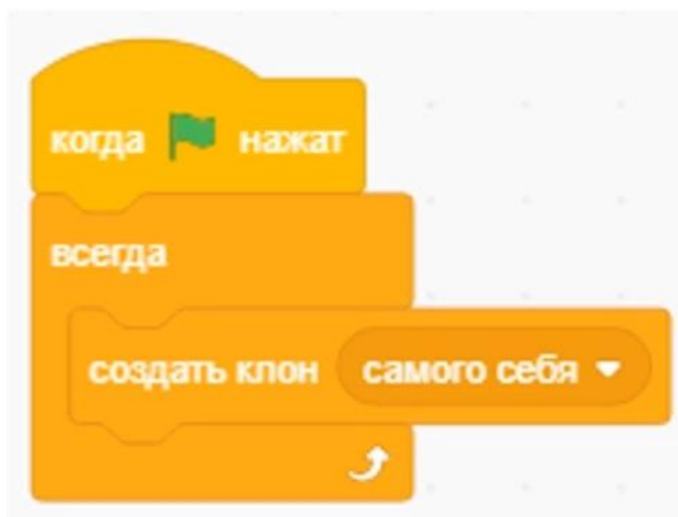 когда нажат
всегда
создать клон самого себя